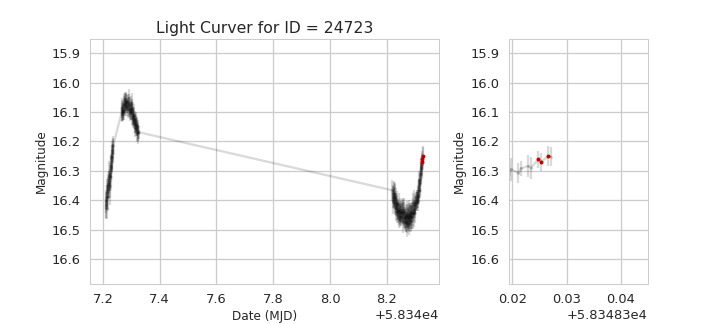 Light Curver for ID = 24723
Magnitude
15.9
16.0
16.1
16.2
16.3
16.4
16.5
16.6
7.2 7.4 7.6 7.8 8.0 8.2
Date (MJD)
+5.834e4
Magnitude
15.9
16.0
16.1
16.2
16.3
16.4
16.5
16.6
0.02 0.03 0.04
+5.83483e4